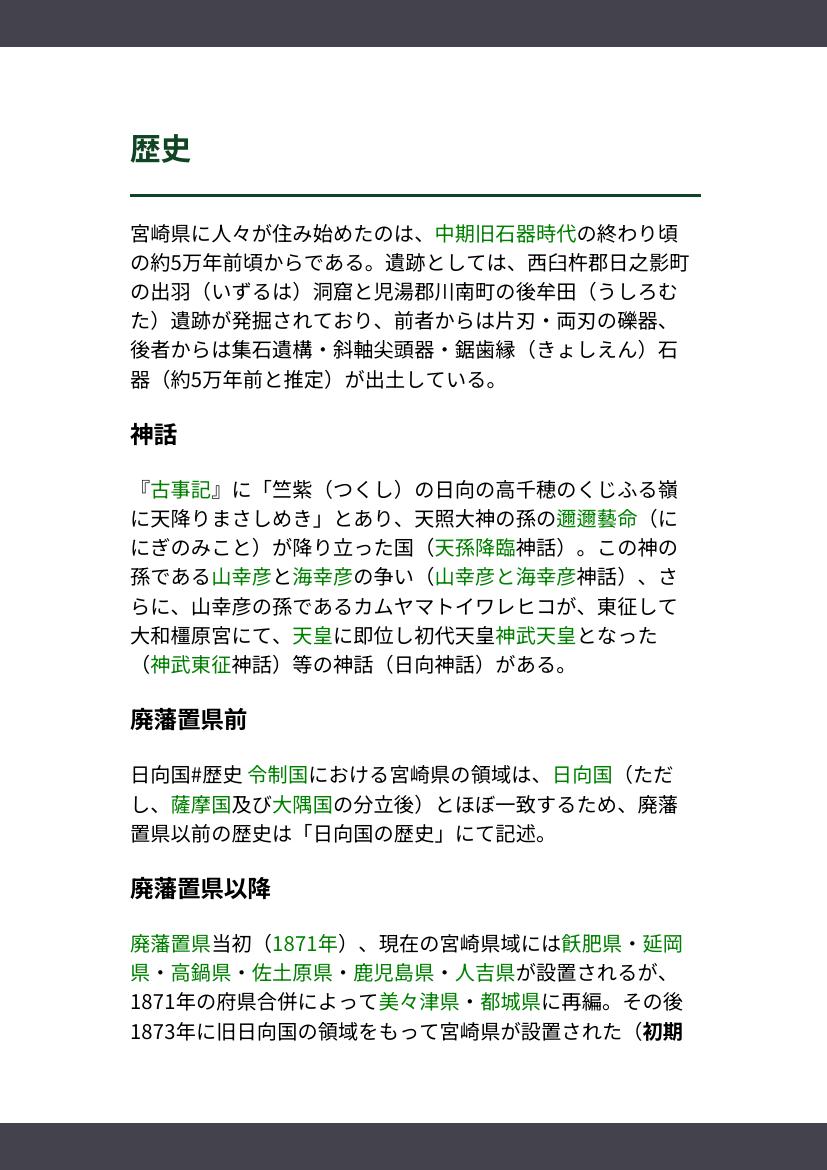 歴史
宮崎県に人々が住み始めたのは、中期旧石器時代の終わり頃
の約5万年前頃からである。遺跡としては、西臼杵郡日之影町
の出羽（いずるは）洞窟と児湯郡川南町の後牟田（うしろむ
た）遺跡が発掘されており、前者からは片刃・両刃の礫器、
後者からは集石遺構・斜軸尖頭器・鋸歯縁（きょしえん）石
器（約5万年前と推定）が出土している。
神話
『古事記』に「竺紫（つくし）の日向の高千穂のくじふる嶺
に天降りまさしめき」とあり、天照大神の孫の邇邇藝命（に
にぎのみこと）が降り立った国（天孫降臨神話）。この神の
孫である山幸彦と海幸彦の争い（山幸彦と海幸彦神話）、さ
らに、山幸彦の孫であるカムヤマトイワレヒコが、東征して
大和橿原宮にて、天皇に即位し初代天皇神武天皇となった
（神武東征神話）等の神話（日向神話）がある。
廃藩置県前
日向国#歴史 令制国における宮崎県の領域は、日向国（ただ
し、薩摩国及び大隅国の分立後）とほぼ一致するため、廃藩
置県以前の歴史は「日向国の歴史」にて記述。
廃藩置県以降
廃藩置県当初（1871年）、現在の宮崎県域には飫肥県・延岡
県・高鍋県・佐土原県・鹿児島県・人吉県が設置されるが、
1871年の府県合併によって美々津県・都城県に再編。その後
1873年に旧日向国の領域をもって宮崎県が設置された（初期